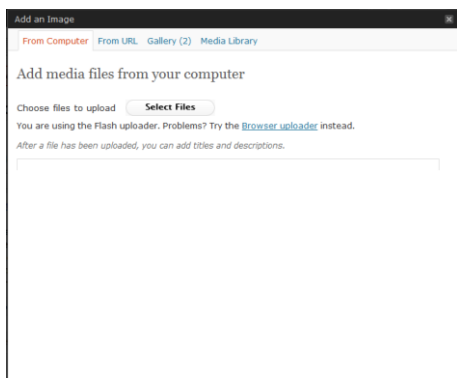 Add an Image
From Computer From URL Gallery (2) Media Library
Add media files from your computer
Choose files to upload Select Files
You are using the Flash uploader. Problems? Try the Browser uploader instead.
After a file has been uploaded, you can add titles and descriptions.